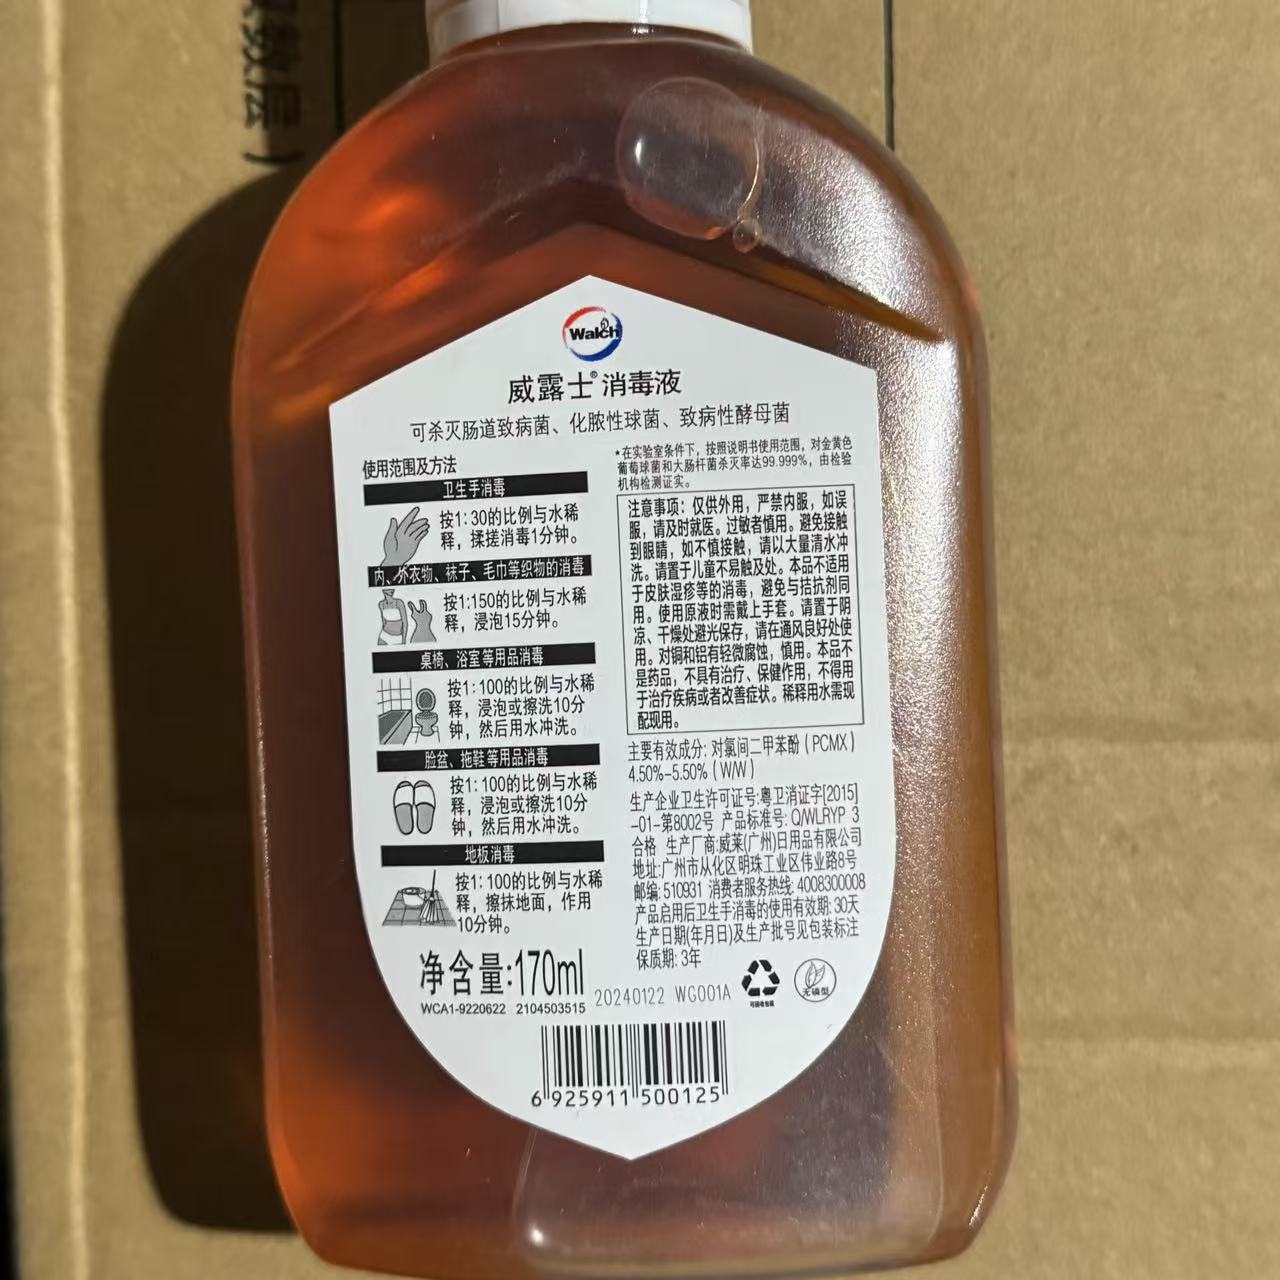 效层）
Walch
威露士®消毒液
可杀灭肠道致病菌、化脓性球菌、致病性酵母菌
使用范围及方法
卫生手消毒
按1:30的比例与水稀
释，揉搓消毒1分钟。
内、外衣物、袜子、毛巾等织物的消毒
按1:150的比例与水稀
释，浸泡15分钟。
桌椅、浴室等用品消毒
按1:100的比例与水稀
释，浸泡或擦洗10分
钟，然后用水冲洗。
脸盆、拖鞋等用品消毒
按1:100的比例与水稀
释，浸泡或擦洗10分
钟，然后用水冲洗。
地板消毒
按1:100的比例与水稀
释，擦抹地面，作用
10分钟。
净含量:170ml
WCA1-9220622 2104503515
*在实验室条件下，按照说明书使用范围，对金黄色
葡萄球菌和大肠杆菌杀灭率达99.999%，由检验
机构检测证实。
注意事项：仅供外用，严禁内服，如误
服，请及时就医。过敏者慎用。避免接触
到眼睛，如不慎接触，请以大量清水冲
洗。请置于儿童不易触及处。本品不适用
于皮肤湿疹等的消毒，避免与拮抗剂同
用。使用原液时需戴上手套。请置于阴
凉、干燥处避光保存，请在通风良好处使
用。对铜和铝有轻微腐蚀，慎用。本品不
是药品，不具有治疗、保健作用，不得用
于治疗疾病或者改善症状。稀释用水需现
配现用。
主要有效成分: 对氯间二甲苯酚（PCMX）
4.50%-5.50%（W/W）
生产企业卫生许可证号:粤卫消证字[2015]
-01-第8002号 产品标准号: Q/WLRYP 3
合格 生产厂商:威莱(广州)日用品有限公司
地址:广州市从化区明珠工业区伟业路8号
邮编: 510931 消费者服务热线: 4008300008
产品启用后卫生手消毒的使用有效期: 30天
生产日期(年月日)及生产批号见包装标注
保质期: 3年
20240122 WG001A
可回收包装
无磷型
6 925911 500125